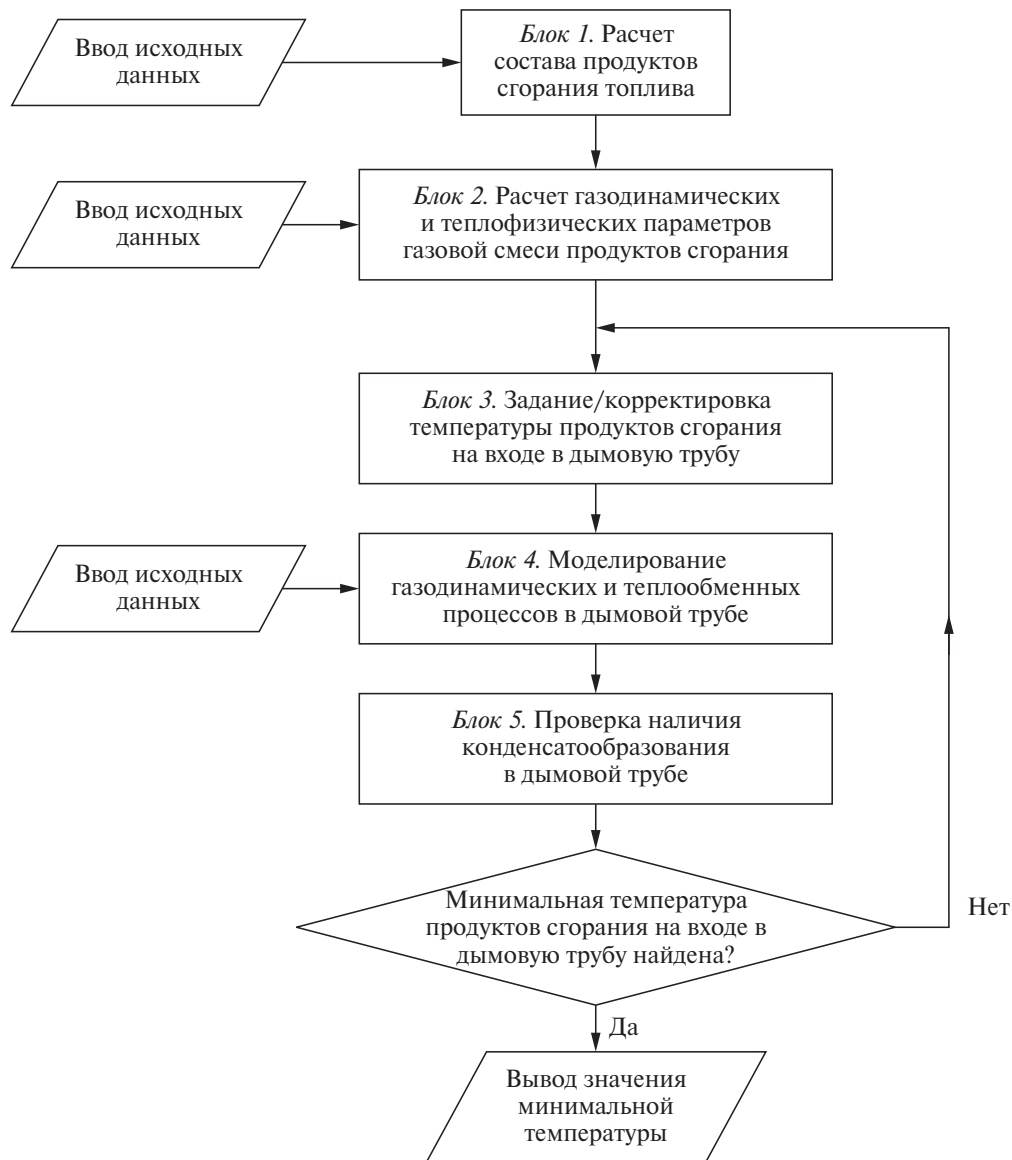 Ввод исходных
данных
Блок 1. Расчет
состава продуктов
сгорания топлива
Ввод исходных
данных
Блок 2. Расчет газодинамических
и теплофизических параметров
газовой смеси продуктов сгорания
Блок 3. Задание/корректировка
температуры продуктов сгорания
на входе в дымовую трубу
Ввод исходных
данных
Блок 4. Моделирование
газодинамических и теплообменных
процессов в дымовой трубе
Блок 5. Проверка наличия
конденсатообразования
в дымовой трубе
Минимальная температура
продуктов сгорания на входе в
дымовую трубу найдена?
Нет
Да
Вывод значения
минимальной
температуры